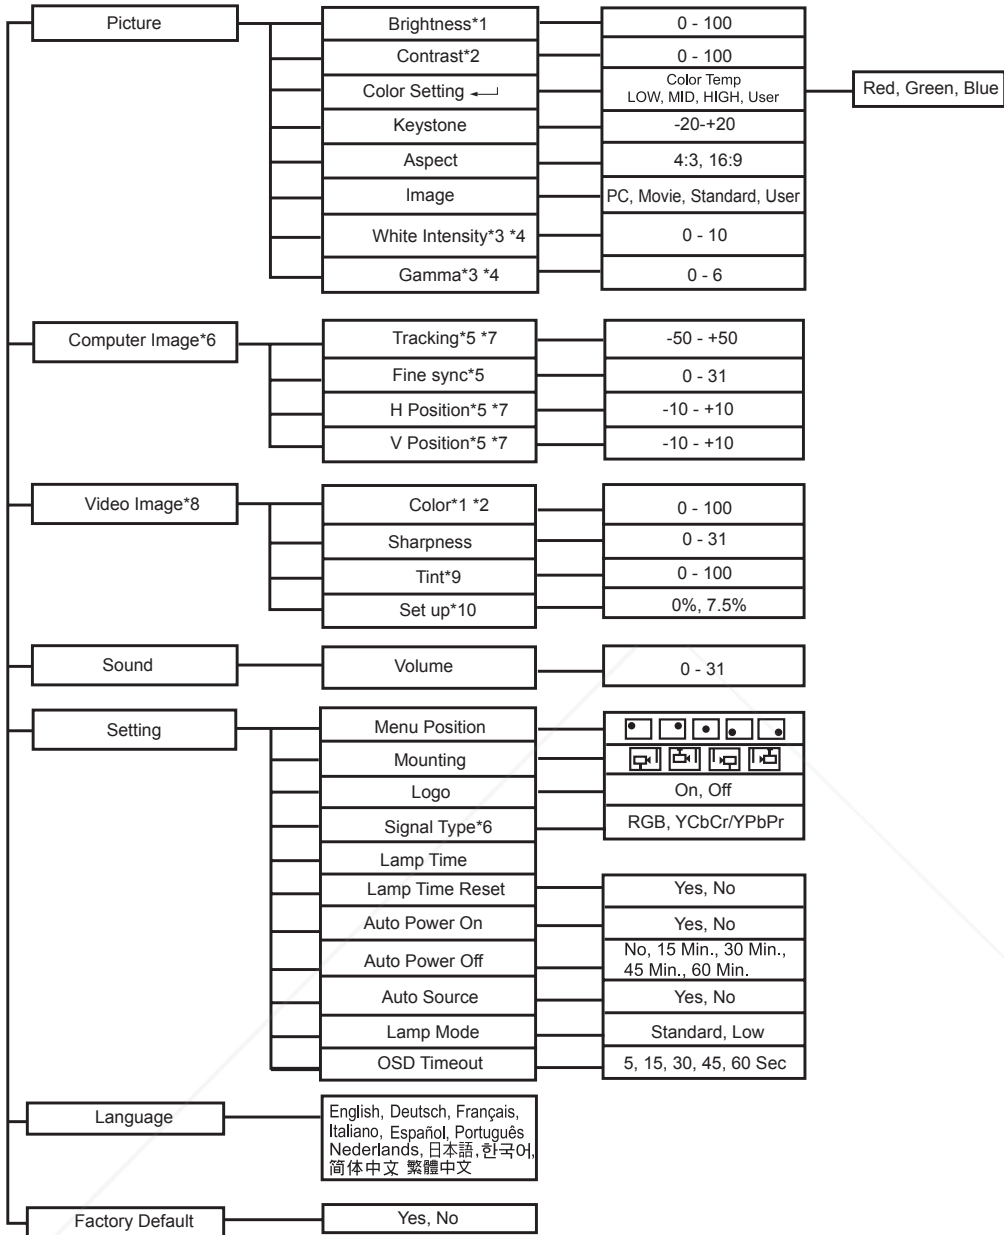 Picture
Brightness*1
0 - 100
Contrast*2
0 - 100
Color Setting
Color Temp
LOW, MID, HIGH, User
Red, Green, Blue
Keystone
-20-+20
Aspect
4:3, 16:9
Image
PC, Movie, Standard, User
White Intensity*3 *4
0 - 10
Gamma*3 *4
0 - 6
Computer Image*6
Tracking*5 *7
-50 - +50
Fine sync*5
0 - 31
H Position*5 *7
-10 - +10
V Position*5 *7
-10 - +10
Video Image*8
Color*1 *2
0 - 100
Sharpness
0 - 31
Tint*9
0 - 100
Set up*10
0%, 7.5%
Sound
Volume
0 - 31
Setting
Menu Position
Mounting
Logo
On, Off
Signal Type*6
RGB, YCbCr/YPbPr
Lamp Time
Lamp Time Reset
Yes, No
Auto Power On
Yes, No
Auto Power Off
No, 15 Min., 30 Min.,
45 Min., 60 Min.
Auto Source
Yes, No
Lamp Mode
Standard, Low
OSD Timeout
5, 15, 30, 45, 60 Sec
Language
English, Deutsch, Français,
Italiano, Español, Português
Nederlands, 日本語, 한국어,
简体中文 繁體中文
Factory Default
Yes, No